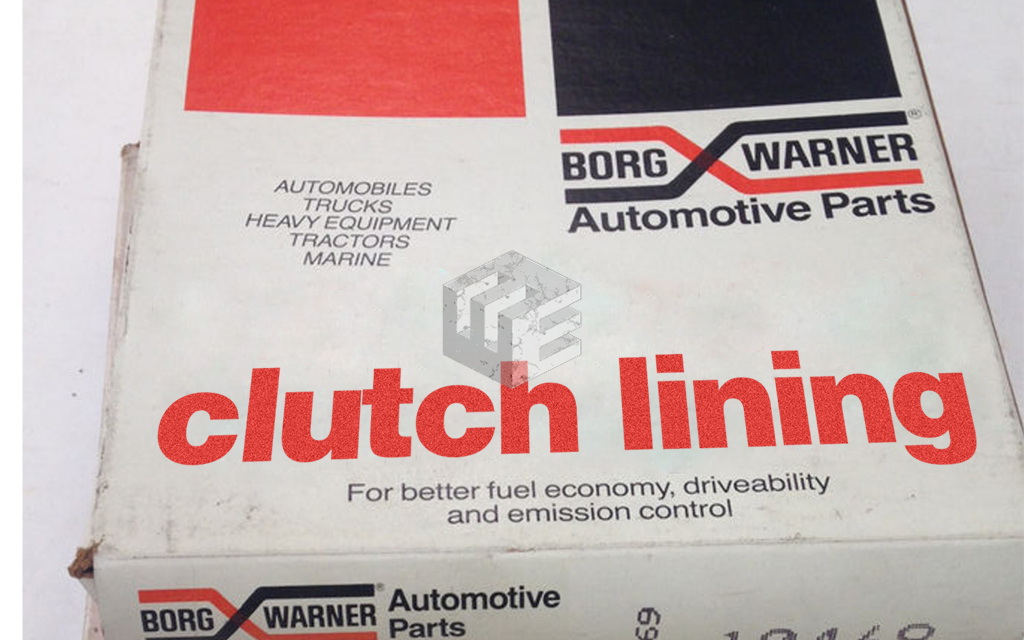 BORG WARNER®
Automotive Parts
AUTOMOBILES
TRUCKS
HEAVY EQUIPMENT
TRACTORS
MARINE
clutch lining
For better fuel economy, driveability
and emission control
BORG WARNER®
Automotive
Parts
69